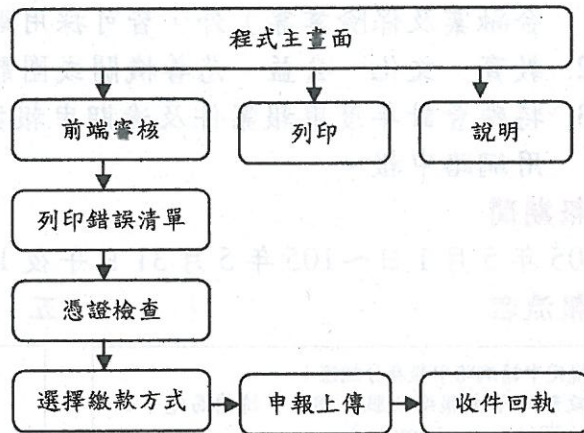 程式主畫面
前端審核
列印
說明
列印錯誤清單
憑證檢查
選擇繳款方式
申報上傳
收件回執